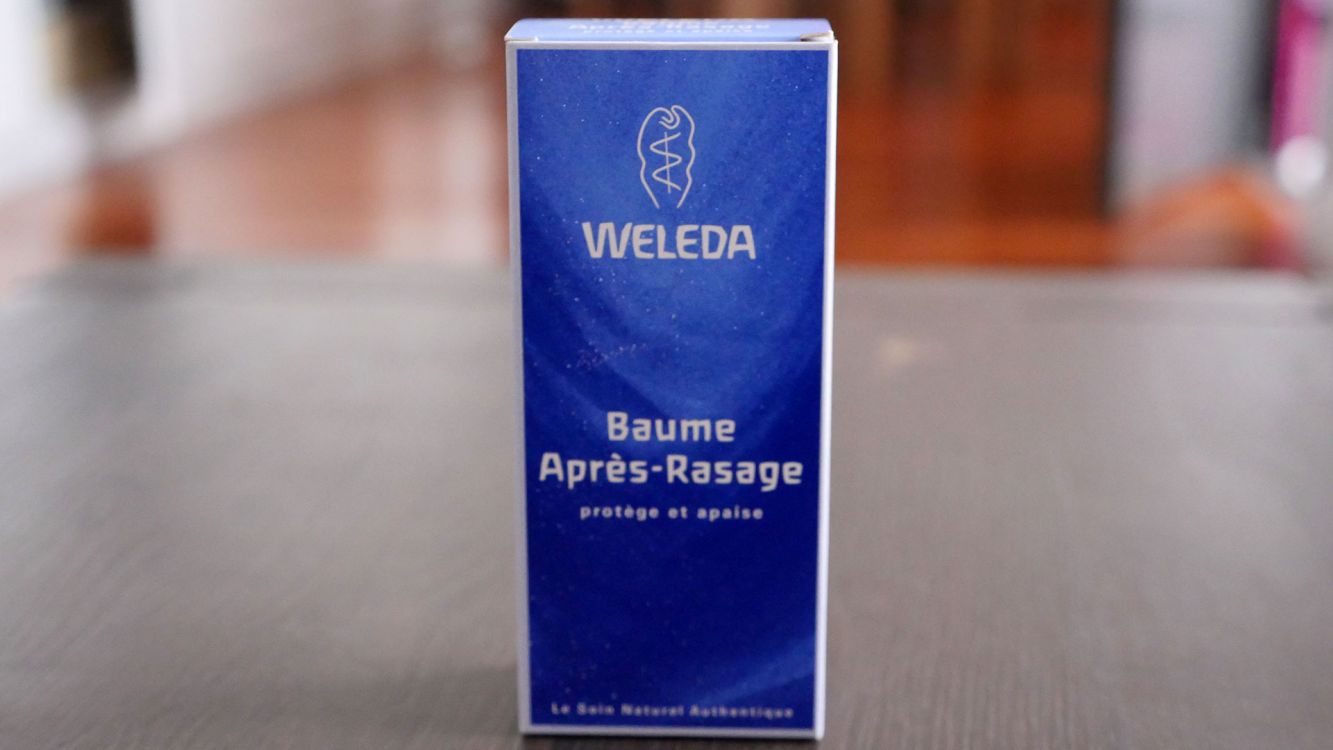 WELEDA
Baume
Après-Rasage
protège et apaise
Le Soin Naturel Authentique